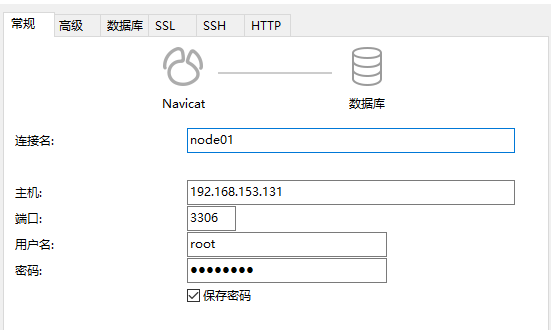 常规 高级 数据库 SSL SSH HTTP
Navicat 数据库
连接名: node01
主机: 192.168.153.131
端口: 3306
用户名: root
密码: ●●●●●●●●
保存密码